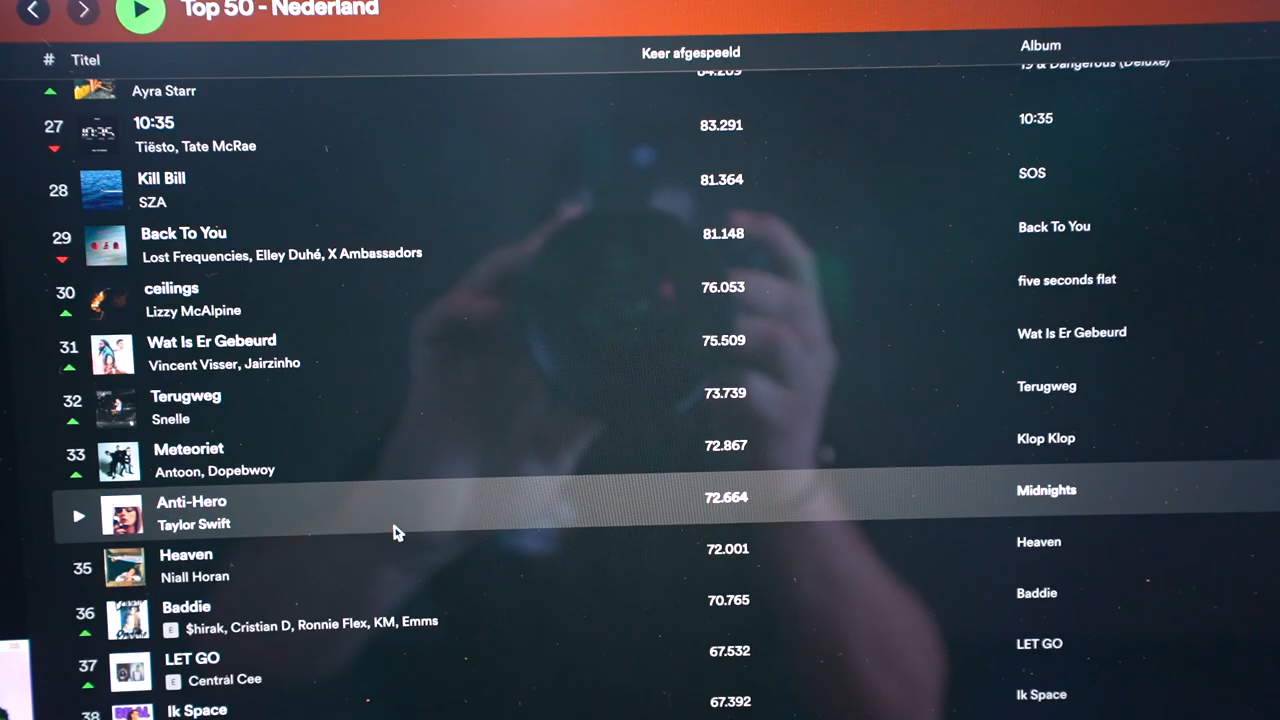 Top 50 - Nederland
# Titel Keer afgespeeld Album
Ayra Starr 84.209 19 & Dangerous (Deluxe)
27 10:35 83.291 10:35
Tiësto, Tate McRae
28 Kill Bill 81.364 SOS
SZA
29 Back To You 81.148 Back To You
Lost Frequencies, Elley Duhé, X Ambassadors
30 ceilings 76.053 five seconds flat
Lizzy McAlpine
31 Wat Is Er Gebeurd 75.509 Wat Is Er Gebeurd
Vincent Visser, Jairzinho
32 Terugweg 73.739 Terugweg
Snelle
33 Meteoriet 72.867 Klop Klop
Antoon, Dopebwoy
Anti-Hero 72.664 Midnights
Taylor Swift
35 Heaven 72.001 Heaven
Niall Horan
36 Baddie 70.765 Baddie
E $hirak, Cristian D, Ronnie Flex, KM, Emms
37 LET GO 67.532 LET GO
E Central Cee
38 Ik Space 67.392 Ik Space